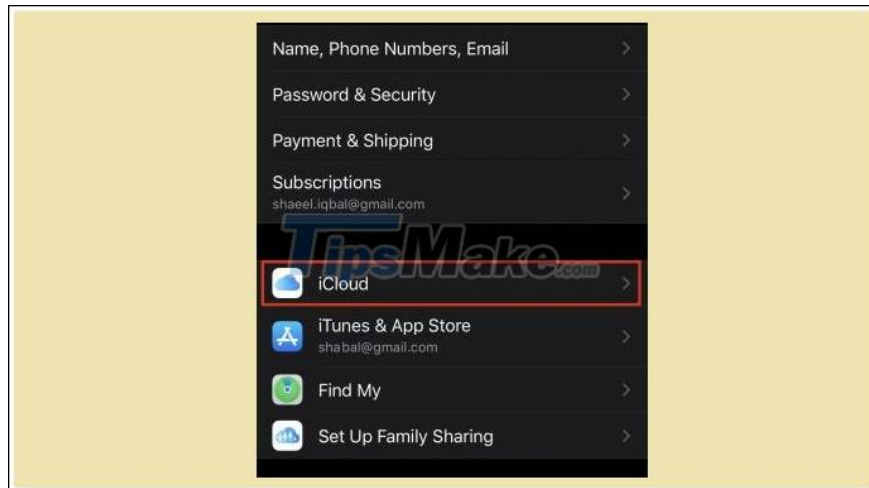 Name, Phone Numbers, Email
Password & Security
Payment & Shipping
Subscriptions
shaeel.iqbal@gmail.com
TipsMake.com
iCloud
iTunes & App Store
shabal@gmail.com
Find My
Set Up Family Sharing